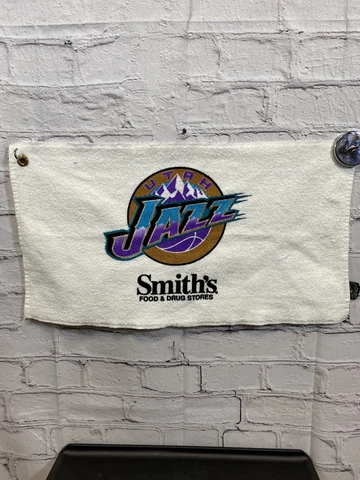 UTAH
JAZZ
Smith's
FOOD & DRUG STORES